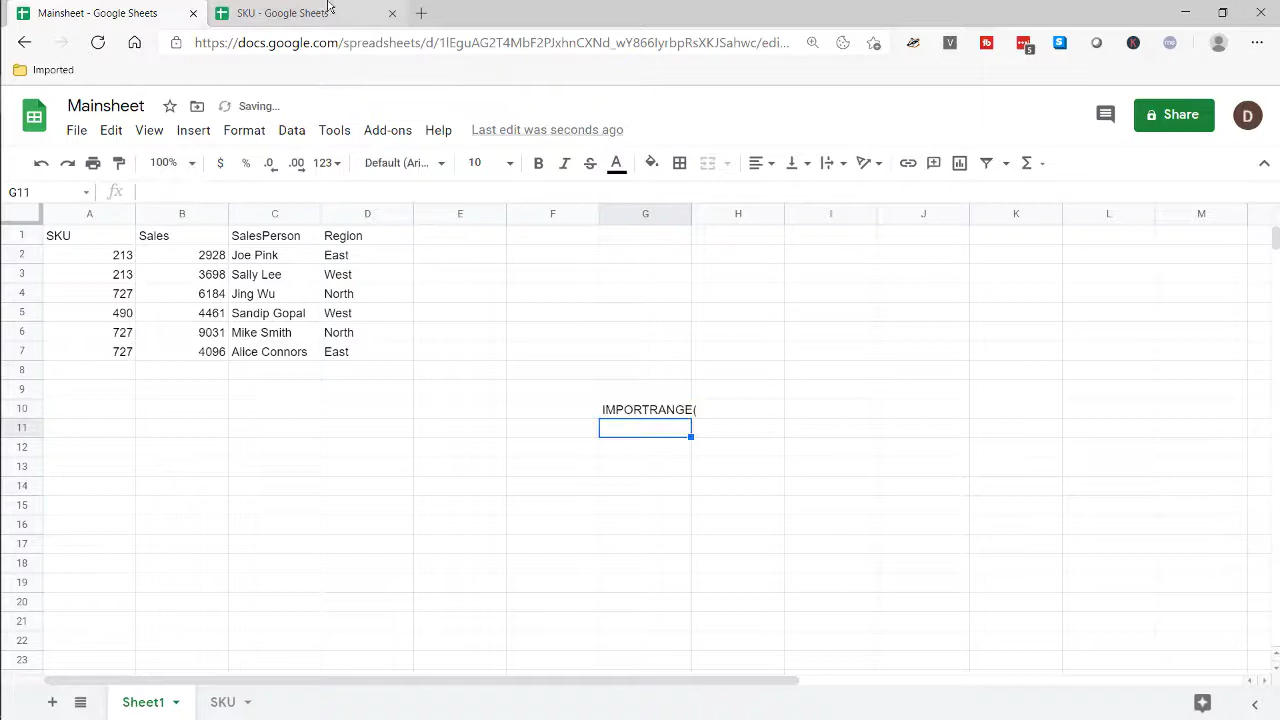 Mainsheet - Google Sheets
SKU - Google Sheets
https://docs.google.com/spreadsheets/d/1lEguAG2T4MbF2PJxhnCXNd_wY866IyrbpRsXKJSahwc/edi...
Imported
Mainsheet
Saving...
File Edit View Insert Format Data Tools Add-ons Help Last edit was seconds ago
Share
D
100% $ % .0 .00 123 Default (Ari... 10 B I S A
G11 fx
A B C D E F G H I J K L M
1 SKU Sales SalesPerson Region
2 213 2928 Joe Pink East
3 213 3698 Sally Lee West
4 727 6184 Jing Wu North
5 490 4461 Sandip Gopal West
6 727 9031 Mike Smith North
7 727 4096 Alice Connors East
8
9
10 IMPORTRANGE(
11
12
13
14
15
16
17
18
19
20
21
22
23
Sheet1 SKU